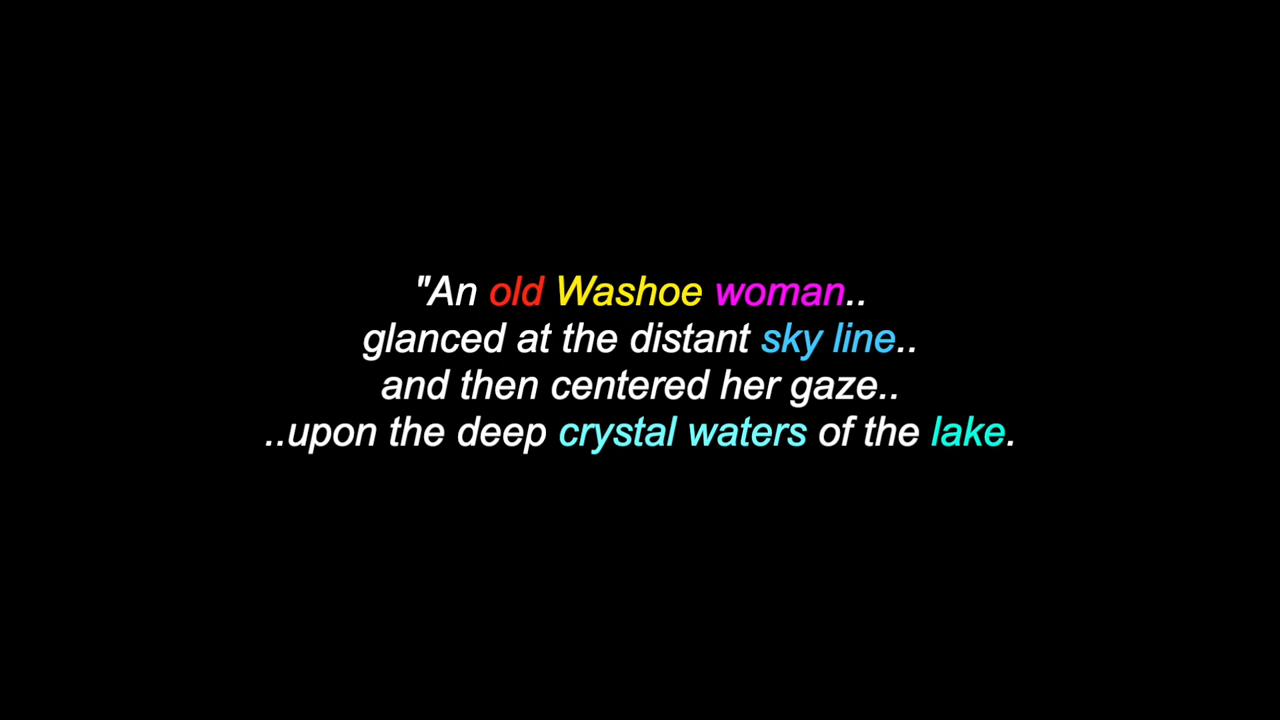 "An old Washoe woman..
glanced at the distant sky line..
and then centered her gaze..
..upon the deep crystal waters of the lake.